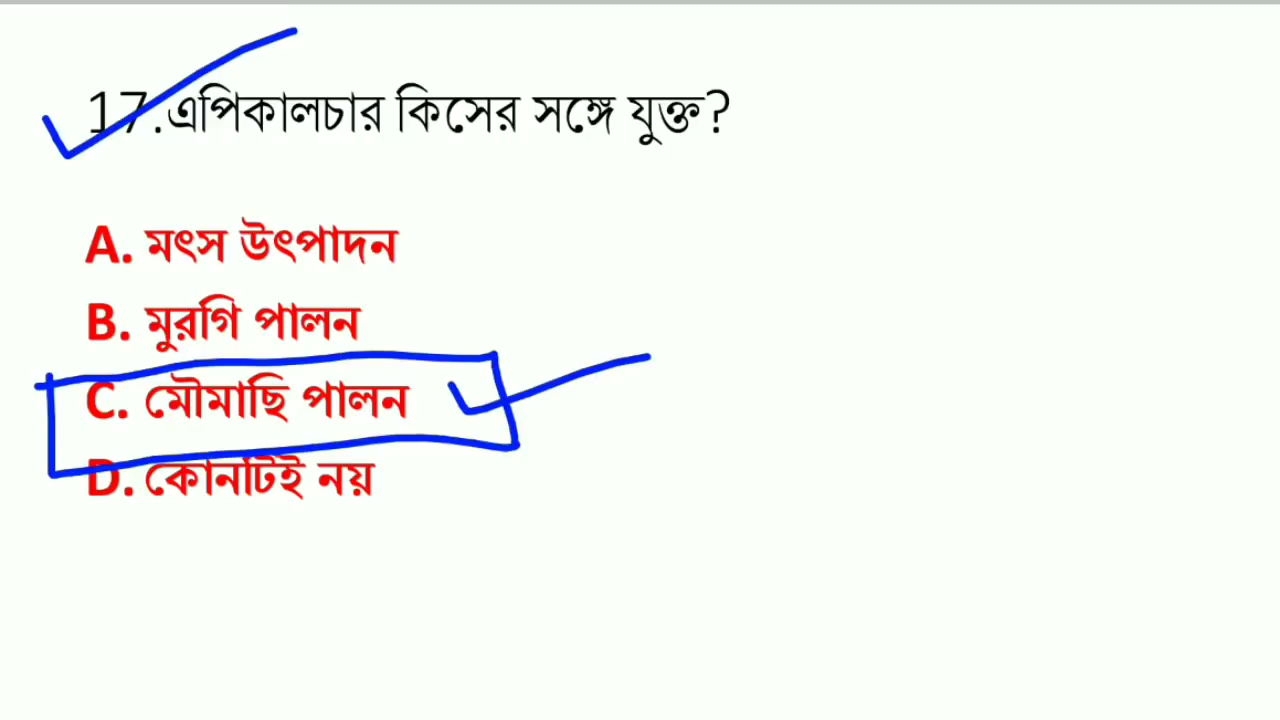 17.এপিকালচার কিসের সঙ্গে যুক্ত?
A. মৎস উৎপাদন
B. মুরগি পালন
C. মৌমাছি পালন
D. কোনটিই নয়